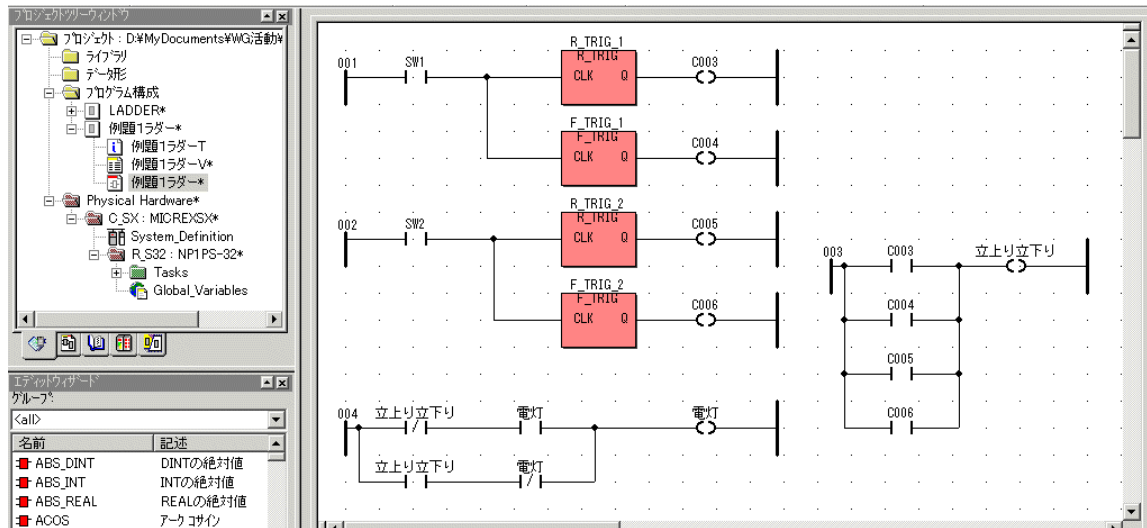 プロジェクトツリーウィンドウ
プロジェクト : D:¥MyDocuments¥WG活動¥
ライブラリ
データ形
プログラム構成
LADDER*
例題1ラダー*
例題1ラダーT
例題1ラダーV*
例題1ラダー*
Physical Hardware*
C_SX : MICREXSX*
System_Definition
R_S32 : NP1PS-32*
Tasks
Global_Variables
エディットウィザード
グループ:
<all>
名前 記述
ABS_DINT DINTの絶対値
ABS_INT INTの絶対値
ABS_REAL REALの絶対値
ACOS アーク コサイン
001 SW1
R_TRIG_1
R_TRIG
CLK Q
C003
F_TRIG_1
F_TRIG
CLK Q
C004
002 SW2
R_TRIG_2
R_TRIG
CLK Q
C005
F_TRIG_2
F_TRIG
CLK Q
C006
003 C003 立上り立下り
C004
C005
C006
004 立上り立下り 電灯 電灯
立上り立下り 電灯